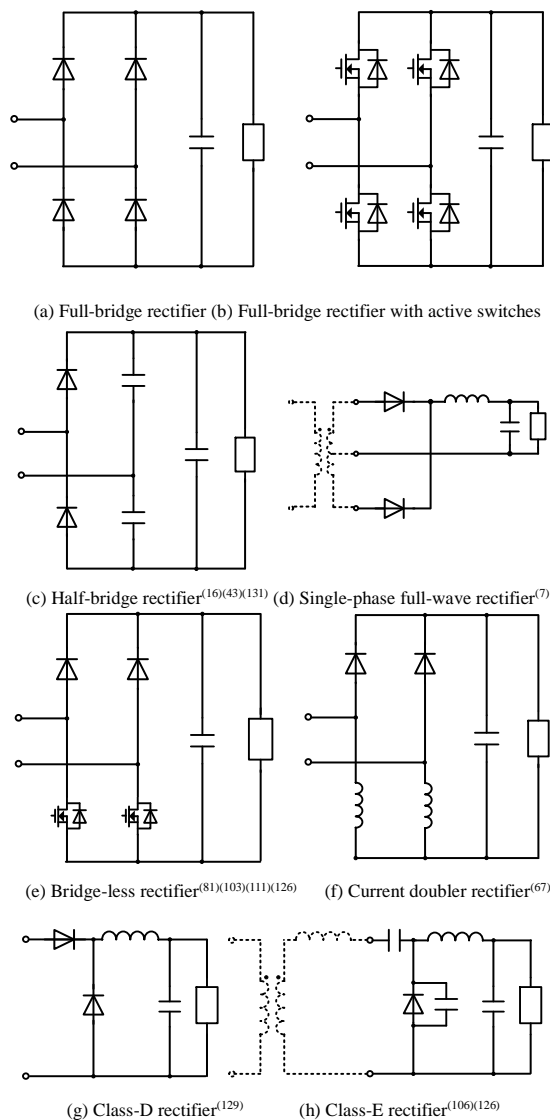 (a) Full-bridge rectifier (b) Full-bridge rectifier with active switches
(c) Half-bridge rectifier(16)(43)(131) (d) Single-phase full-wave rectifier(7)
(e) Bridge-less rectifier(81)(103)(111)(126) (f) Current doubler rectifier(67)
(g) Class-D rectifier(129) (h) Class-E rectifier(106)(126)